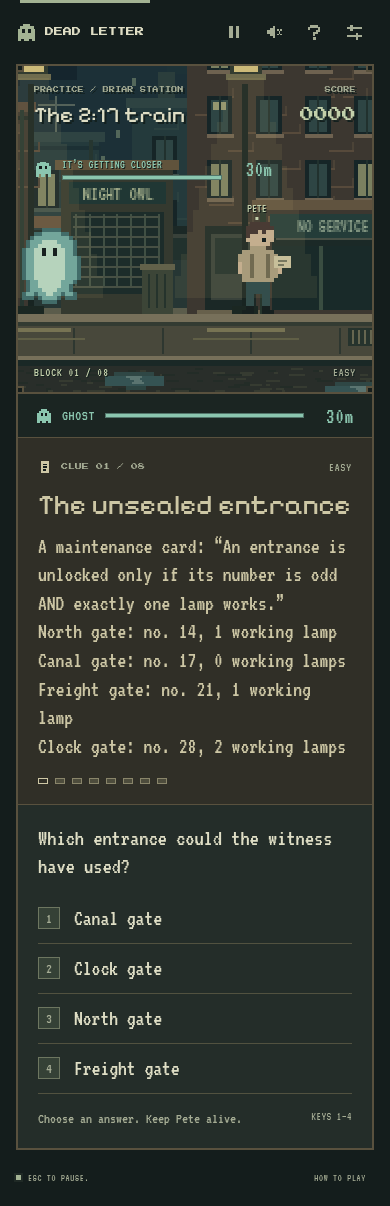 DEAD LETTER
PRACTICE / BRIAR STATION
SCORE
The 2:17 train
0000
IT'S GETTING CLOSER
30m
NIGHT OWL
PETE
NO SERVICE
BLOCK 01 / 08
EASY
GHOST
30m
CLUE 01 / 08
EASY
The unsealed entrance
A maintenance card: “An entrance is
unlocked only if its number is odd
AND exactly one lamp works.”
North gate: no. 14, 1 working lamp
Canal gate: no. 17, 0 working lamps
Freight gate: no. 21, 1 working
lamp
Clock gate: no. 28, 2 working lamps
Which entrance could the witness
have used?
1 Canal gate
2 Clock gate
3 North gate
4 Freight gate
Choose an answer. Keep Pete alive.
KEYS 1–4
ESC TO PAUSE.
HOW TO PLAY